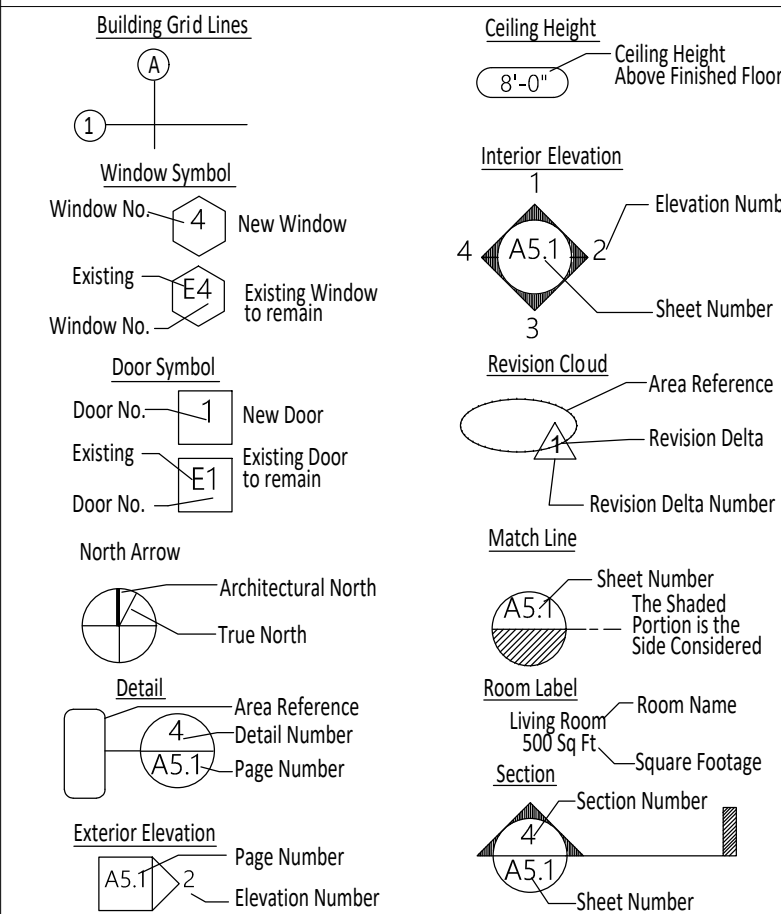 Building Grid Lines
A
1
Window Symbol
Window No.
4
New Window
Existing
E4
Existing Window
to remain
Window No.
Door Symbol
Door No.
1
New Door
Existing
E1
Existing Door
to remain
Door No.
North Arrow
Architectural North
True North
Detail
Area Reference
4
Detail Number
A5.1
Page Number
Exterior Elevation
A5.1
Page Number
2
Elevation Number
Ceiling Height
8'-0"
Ceiling Height
Above Finished Floor
Interior Elevation
1
Elevation Numb
4
A5.1
2
Sheet Number
3
Revision Cloud
Area Reference
1
Revision Delta
Revision Delta Number
Match Line
Sheet Number
A5.1
The Shaded
Portion is the
Side Considered
Room Label
Room Name
Living Room
500 Sq Ft
Square Footage
Section
Section Number
4
A5.1
Sheet Number